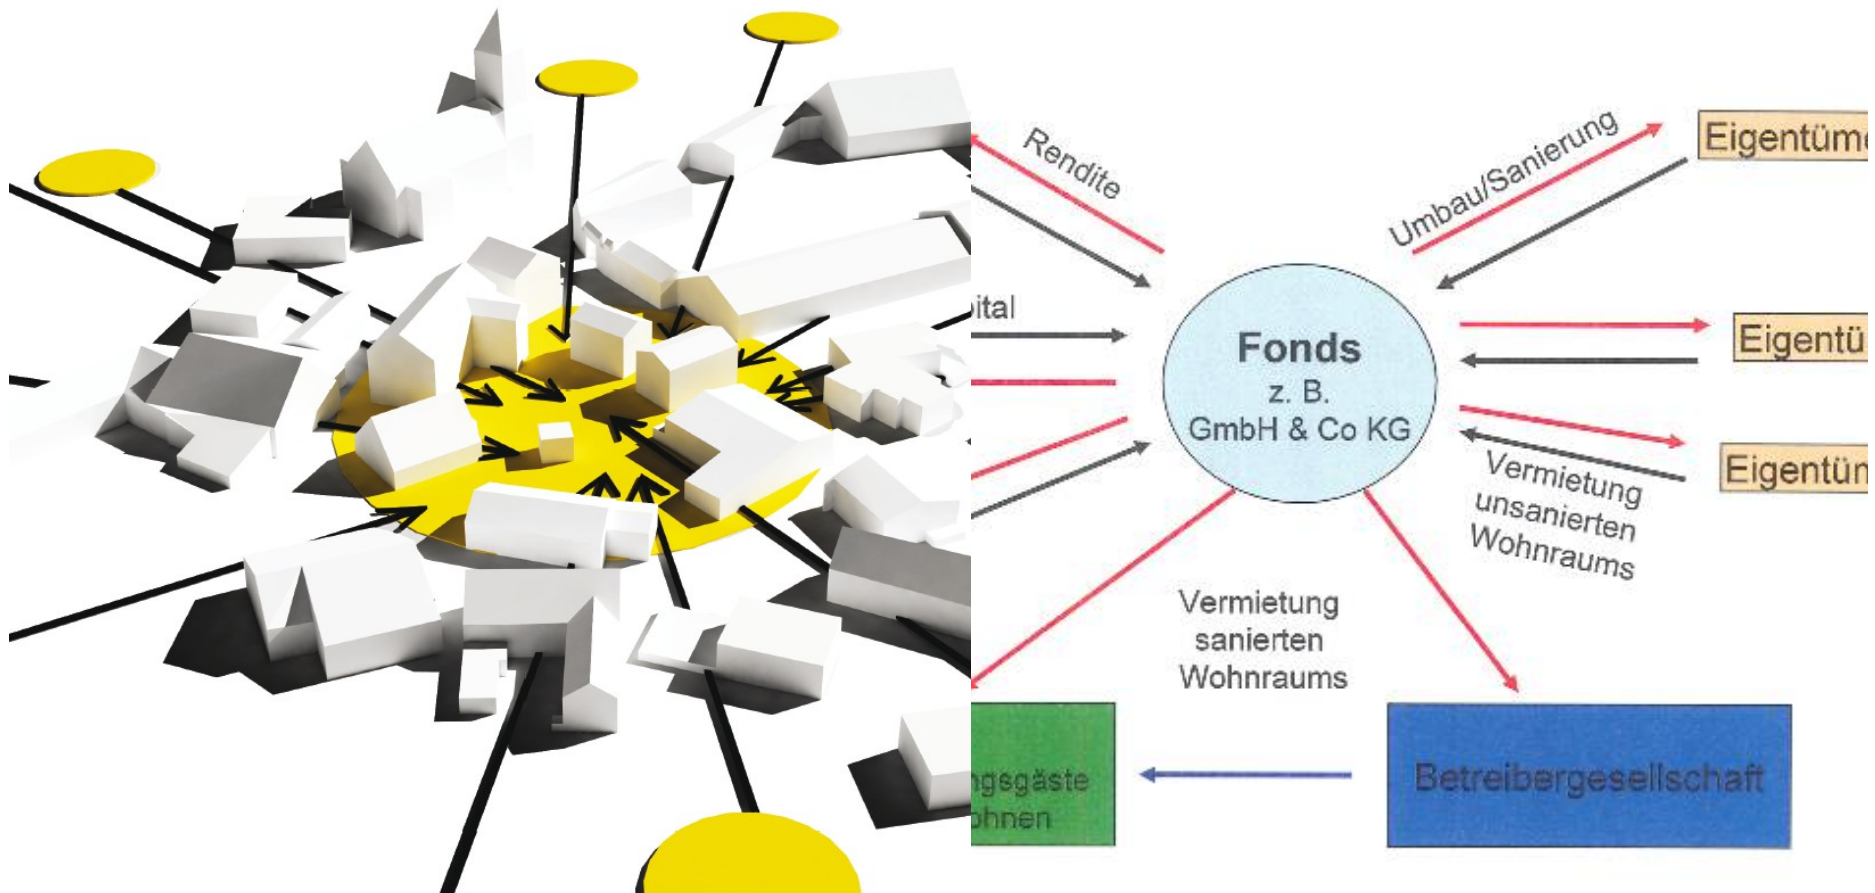 Rendite
Umbau/Sanierung
Eigentüme
ital
Fonds
z. B.
GmbH & Co KG
Eigentü
Eigentün
Vermietung
unsanierten
Wohnraums
Vermietung
sanierten
Wohnraums
ngsgäste
ohnen
Betreibergesellschaft